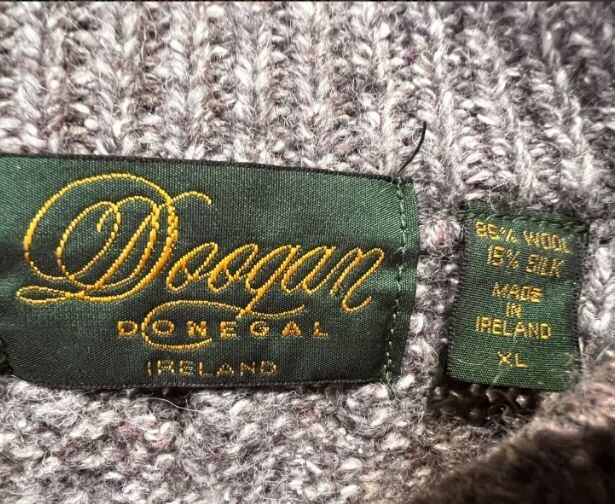 Doogan
DONEGAL
IRELAND
85% WOOL
15% SILK
MADE
IN
IRELAND
XL